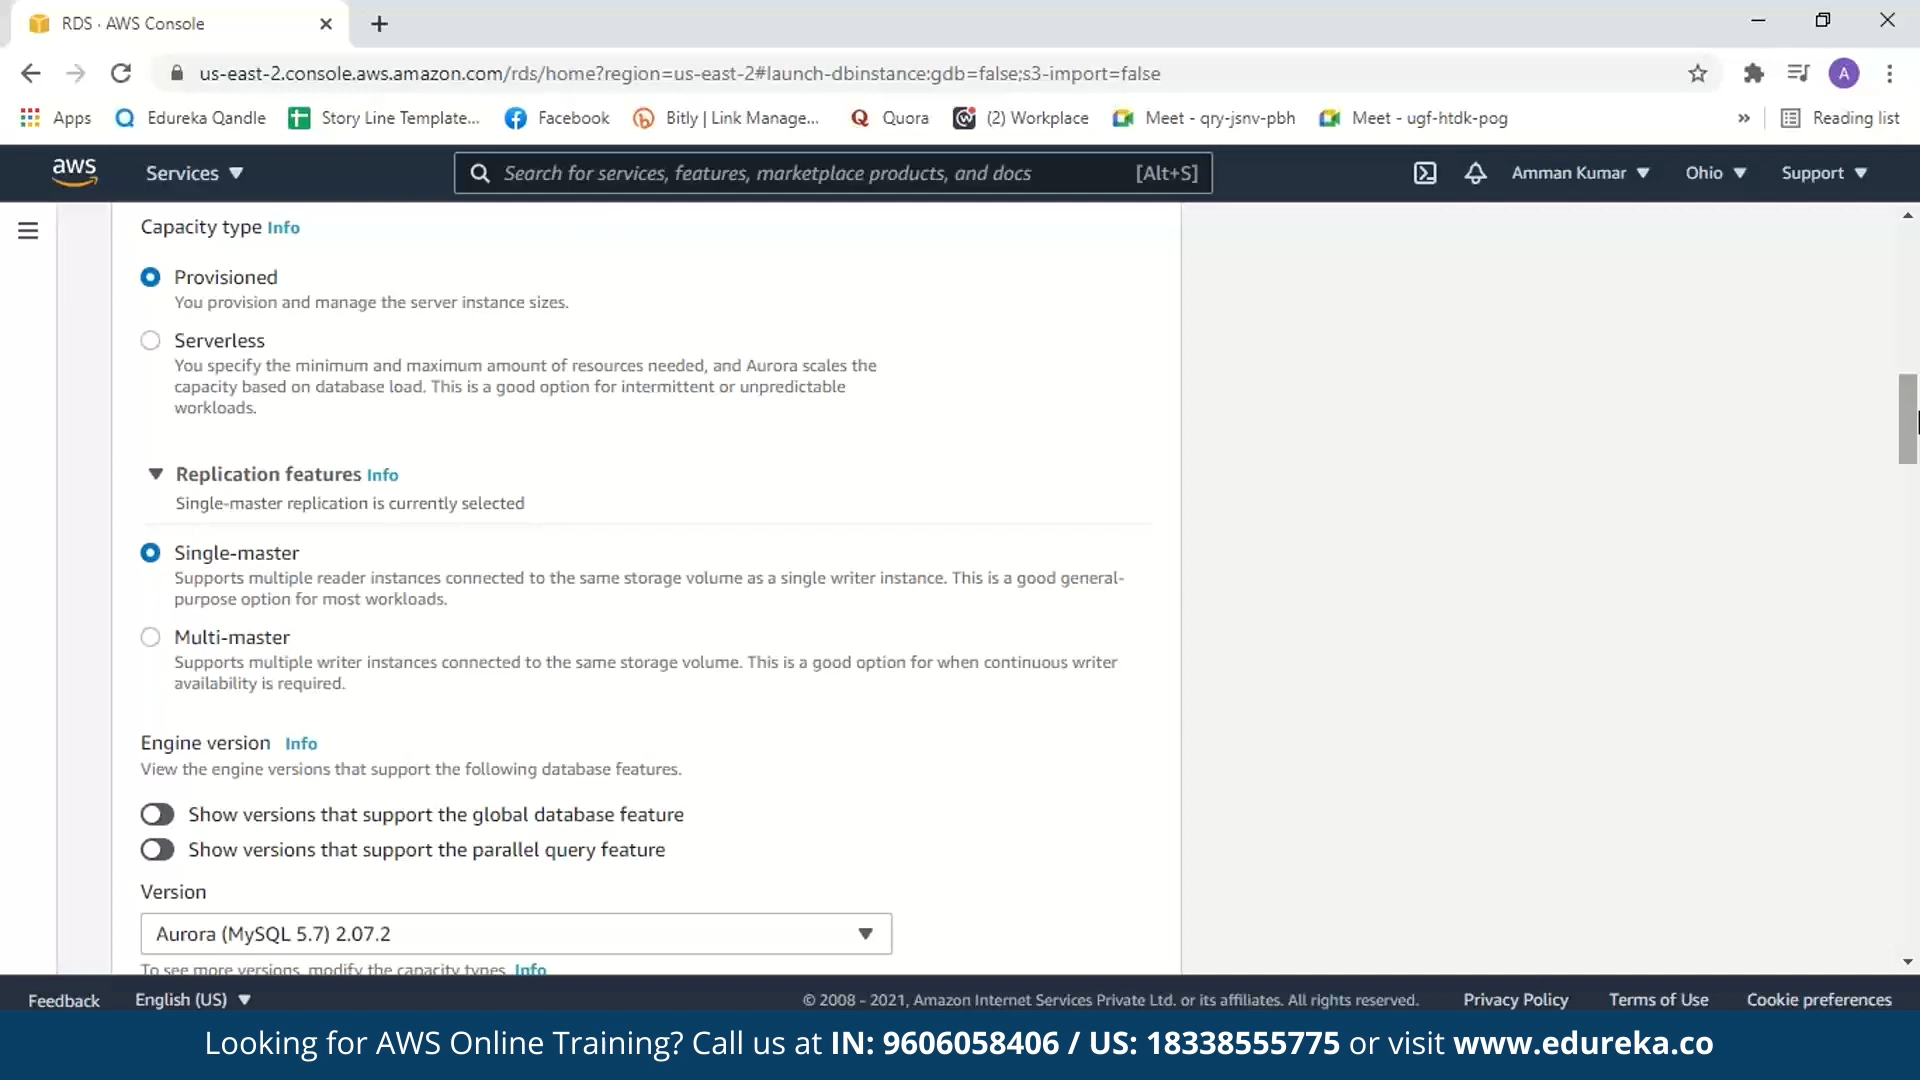 RDS · AWS Console
us-east-2.console.aws.amazon.com/rds/home?region=us-east-2#launch-dbinstance:gdb=false;s3-import=false
A
Apps Edureka Qandle Story Line Template... Facebook Bitly | Link Manage... Quora (2) Workplace Meet - qry-jsnv-pbh Meet - ugf-htdk-pog » Reading list
aws Services Search for services, features, marketplace products, and docs [Alt+S] Amman Kumar Ohio Support
Capacity type Info
Provisioned
You provision and manage the server instance sizes.
Serverless
You specify the minimum and maximum amount of resources needed, and Aurora scales the
capacity based on database load. This is a good option for intermittent or unpredictable
workloads.
Replication features Info
Single-master replication is currently selected
Single-master
Supports multiple reader instances connected to the same storage volume as a single writer instance. This is a good general-
purpose option for most workloads.
Multi-master
Supports multiple writer instances connected to the same storage volume. This is a good option for when continuous writer
availability is required.
Engine version Info
View the engine versions that support the following database features.
Show versions that support the global database feature
Show versions that support the parallel query feature
Version
Aurora (MySQL 5.7) 2.07.2
To see more versions, modify the capacity types. Info
Feedback English (US) © 2008 - 2021, Amazon Internet Services Private Ltd. or its affiliates. All rights reserved. Privacy Policy Terms of Use Cookie preferences
Looking for AWS Online Training? Call us at IN: 9606058406 / US: 18338555775 or visit www.edureka.co